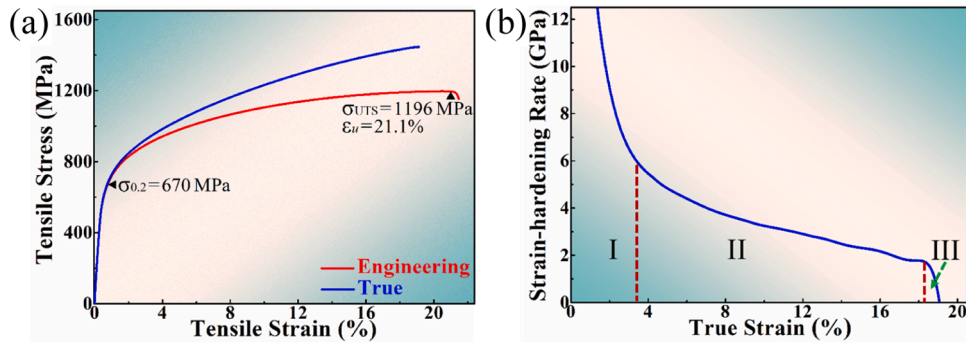 (a)
Tensile Stress (MPa)
1600
1200
800
400
0
σUTS=1196 MPa
εu=21.1%
σ0.2=670 MPa
Engineering
True
0 4 8 12 16 20
Tensile Strain (%)
(b)
Strain-hardening Rate (GPa)
12
10
8
6
4
2
0
I II III
0 4 8 12 16 20
True Strain (%)